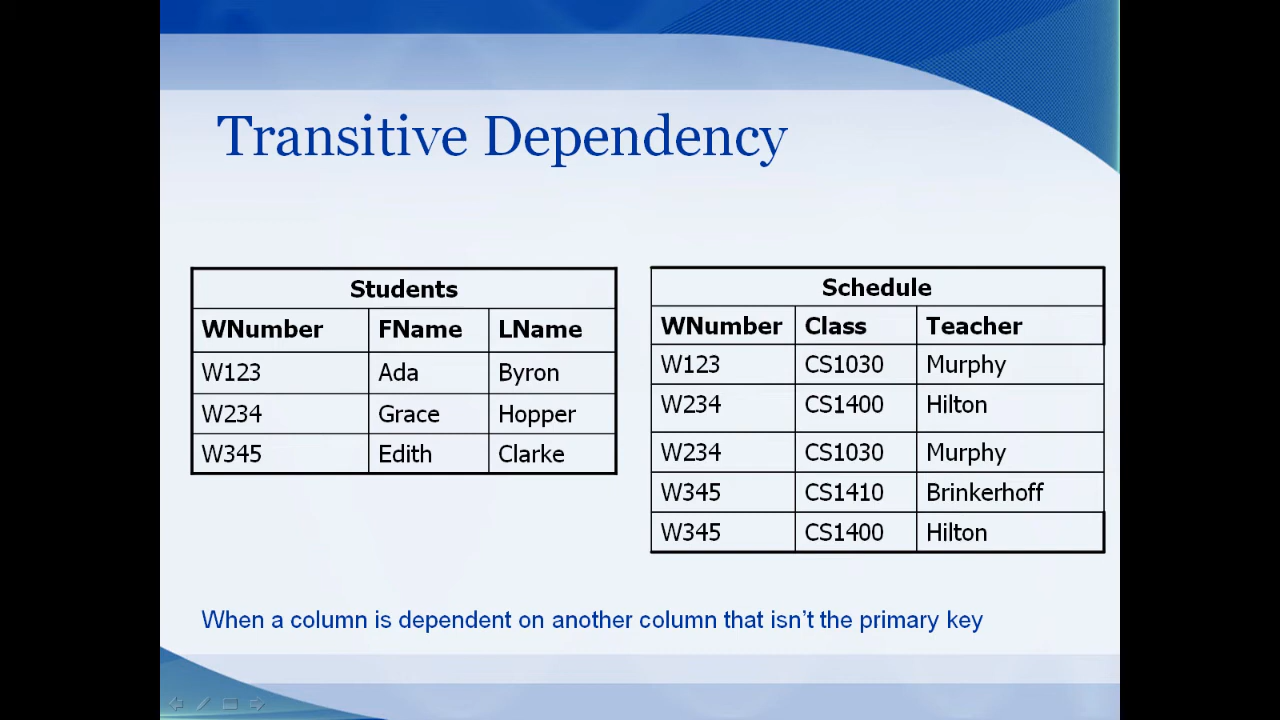 Transitive Dependency
Students
WNumber FName LName
W123 Ada Byron
W234 Grace Hopper
W345 Edith Clarke
Schedule
WNumber Class Teacher
W123 CS1030 Murphy
W234 CS1400 Hilton
W234 CS1030 Murphy
W345 CS1410 Brinkerhoff
W345 CS1400 Hilton
When a column is dependent on another column that isn’t the primary key